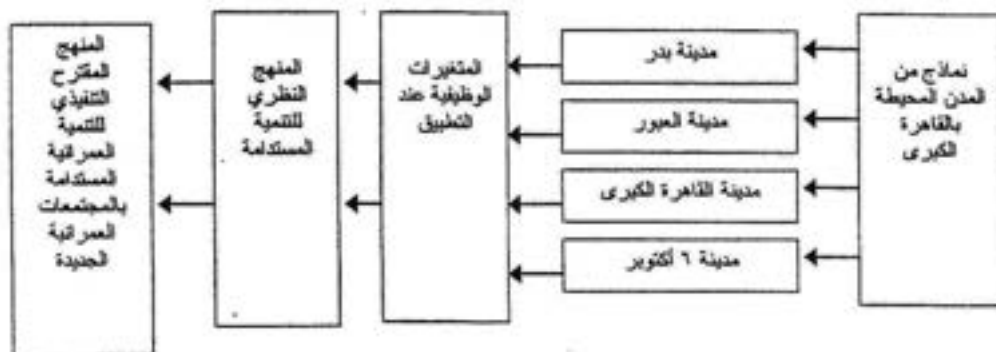 نماذج من
المدن المحيطة
بالقاهرة
الكبرى
مدينة بدر
مدينة العبور
مدينة القاهرة الكبرى
مدينة ٦ أكتوبر
المتغيرات
الوظيفية عند
التطبيق
المنهج
النظري
للتنمية
المستدامة
المنهج
المقترح
التنفيذي
للتنمية
العمرانية
المستدامة
بالمجتمعات
العمرانية
الجديدة